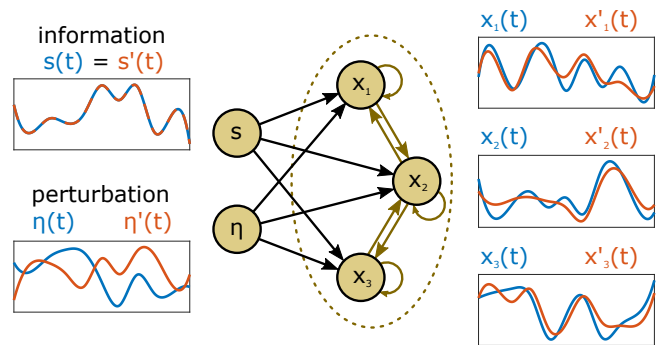 information
s(t) = s'(t)
perturbation
η(t) η'(t)
s
η
x₁
x₂
x₃
x₁(t) x'₁(t)
x₂(t) x'₂(t)
x₃(t) x'₃(t)